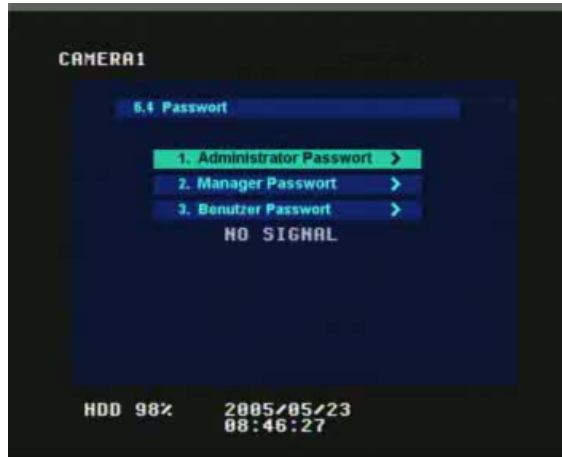 CAMERA1
6.4 Passwort
1. Administrator Passwort >
2. Manager Passwort >
3. Benutzer Passwort >
NO SIGNAL
HDD 98% 2005/05/23
08:46:27